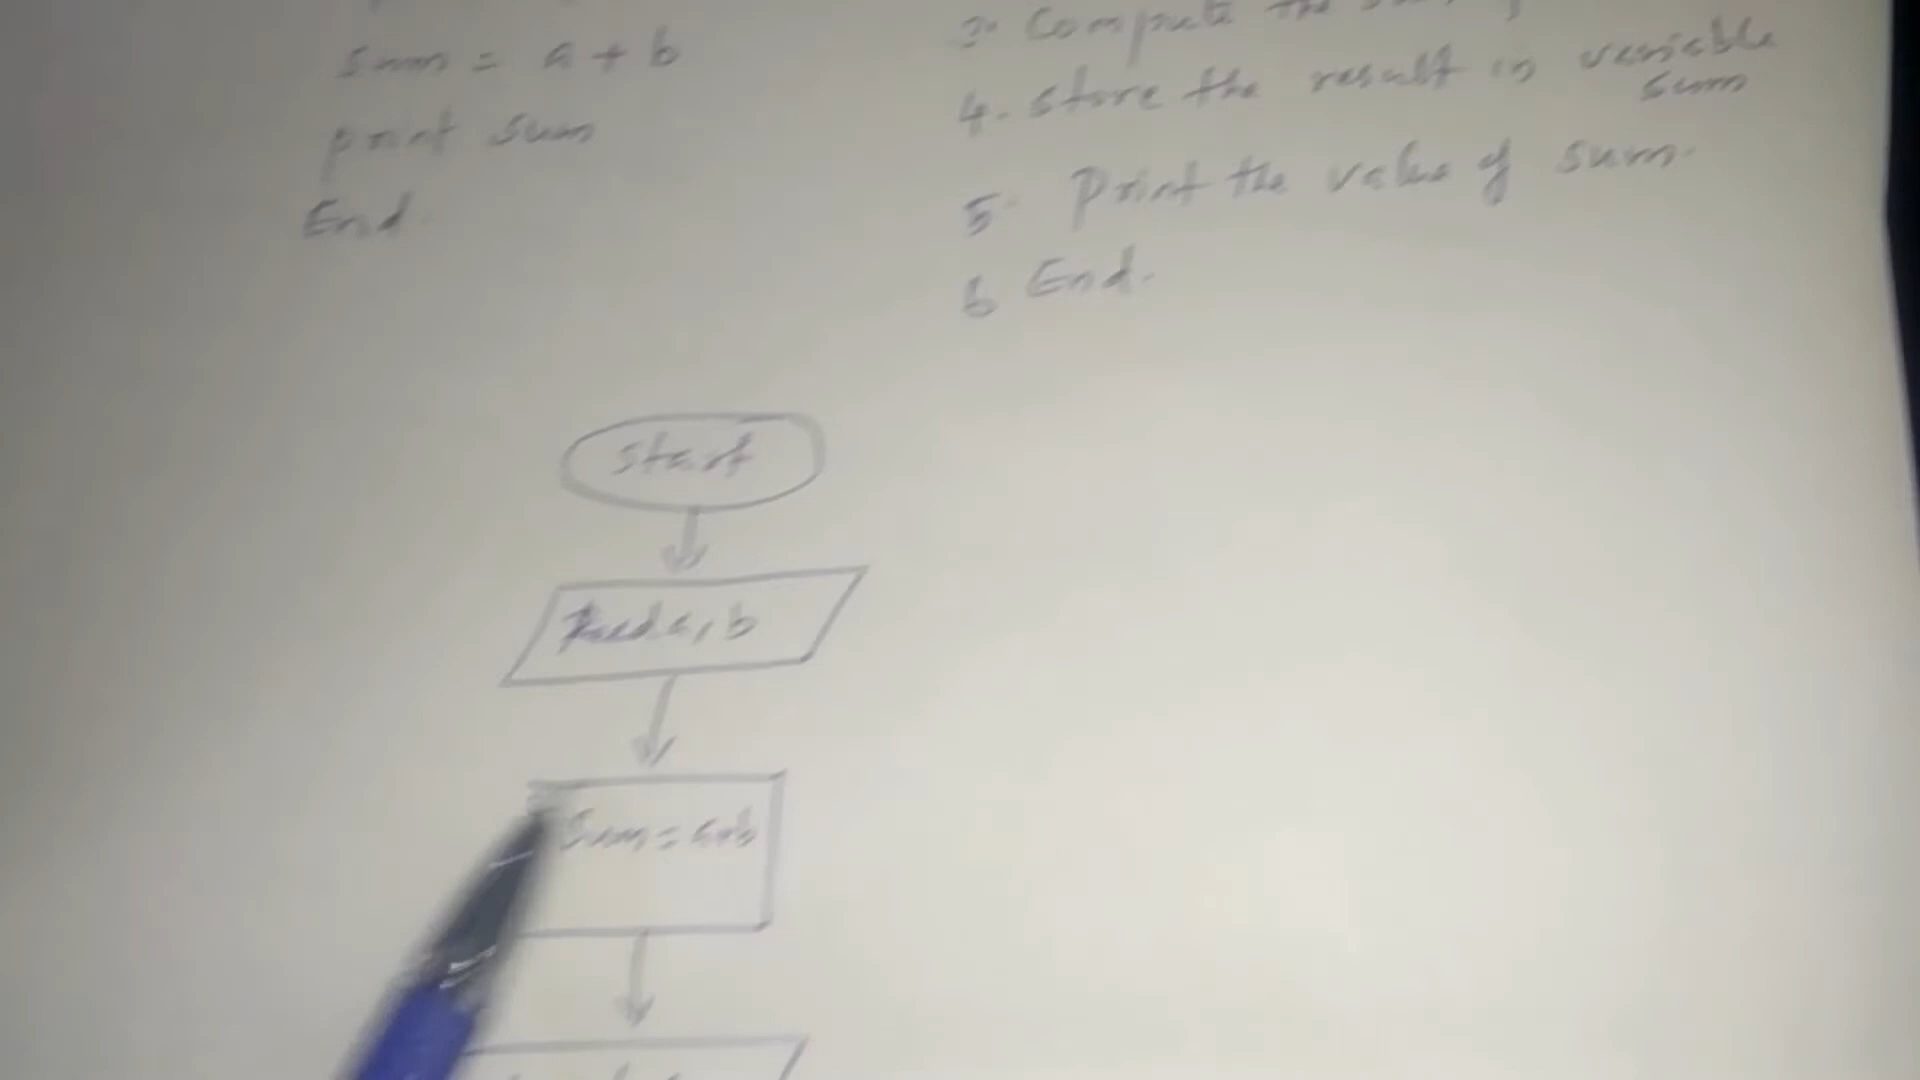 sum = a + b
print sum
End
3. Compute the
4. store the result in variable
sum
5. Print the value of sum.
6 End.
start
Read a, b
Sum = a+b